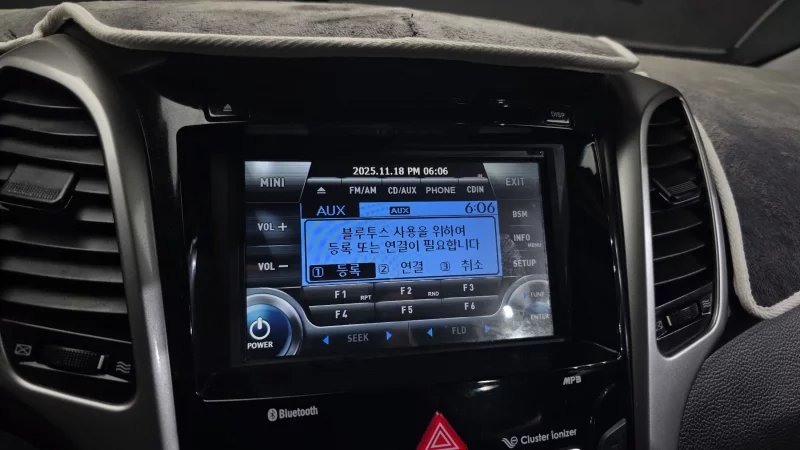 DISP
2025.11.18 PM 06:06
MINI
EXIT
FM/AM CD/AUX PHONE CDIN
AUX AUX 6:06
VOL +
BSM
블루투스 사용을 위하여
등록 또는 연결이 필요합니다
INFO
MENU
VOL −
1 등록 2 연결 3 취소
SETUP
F1 RPT F2 RND F3
TUNE
F4 F5 F6
ENTER
POWER
SEEK FLD
MP3
Bluetooth
Cluster ionizer